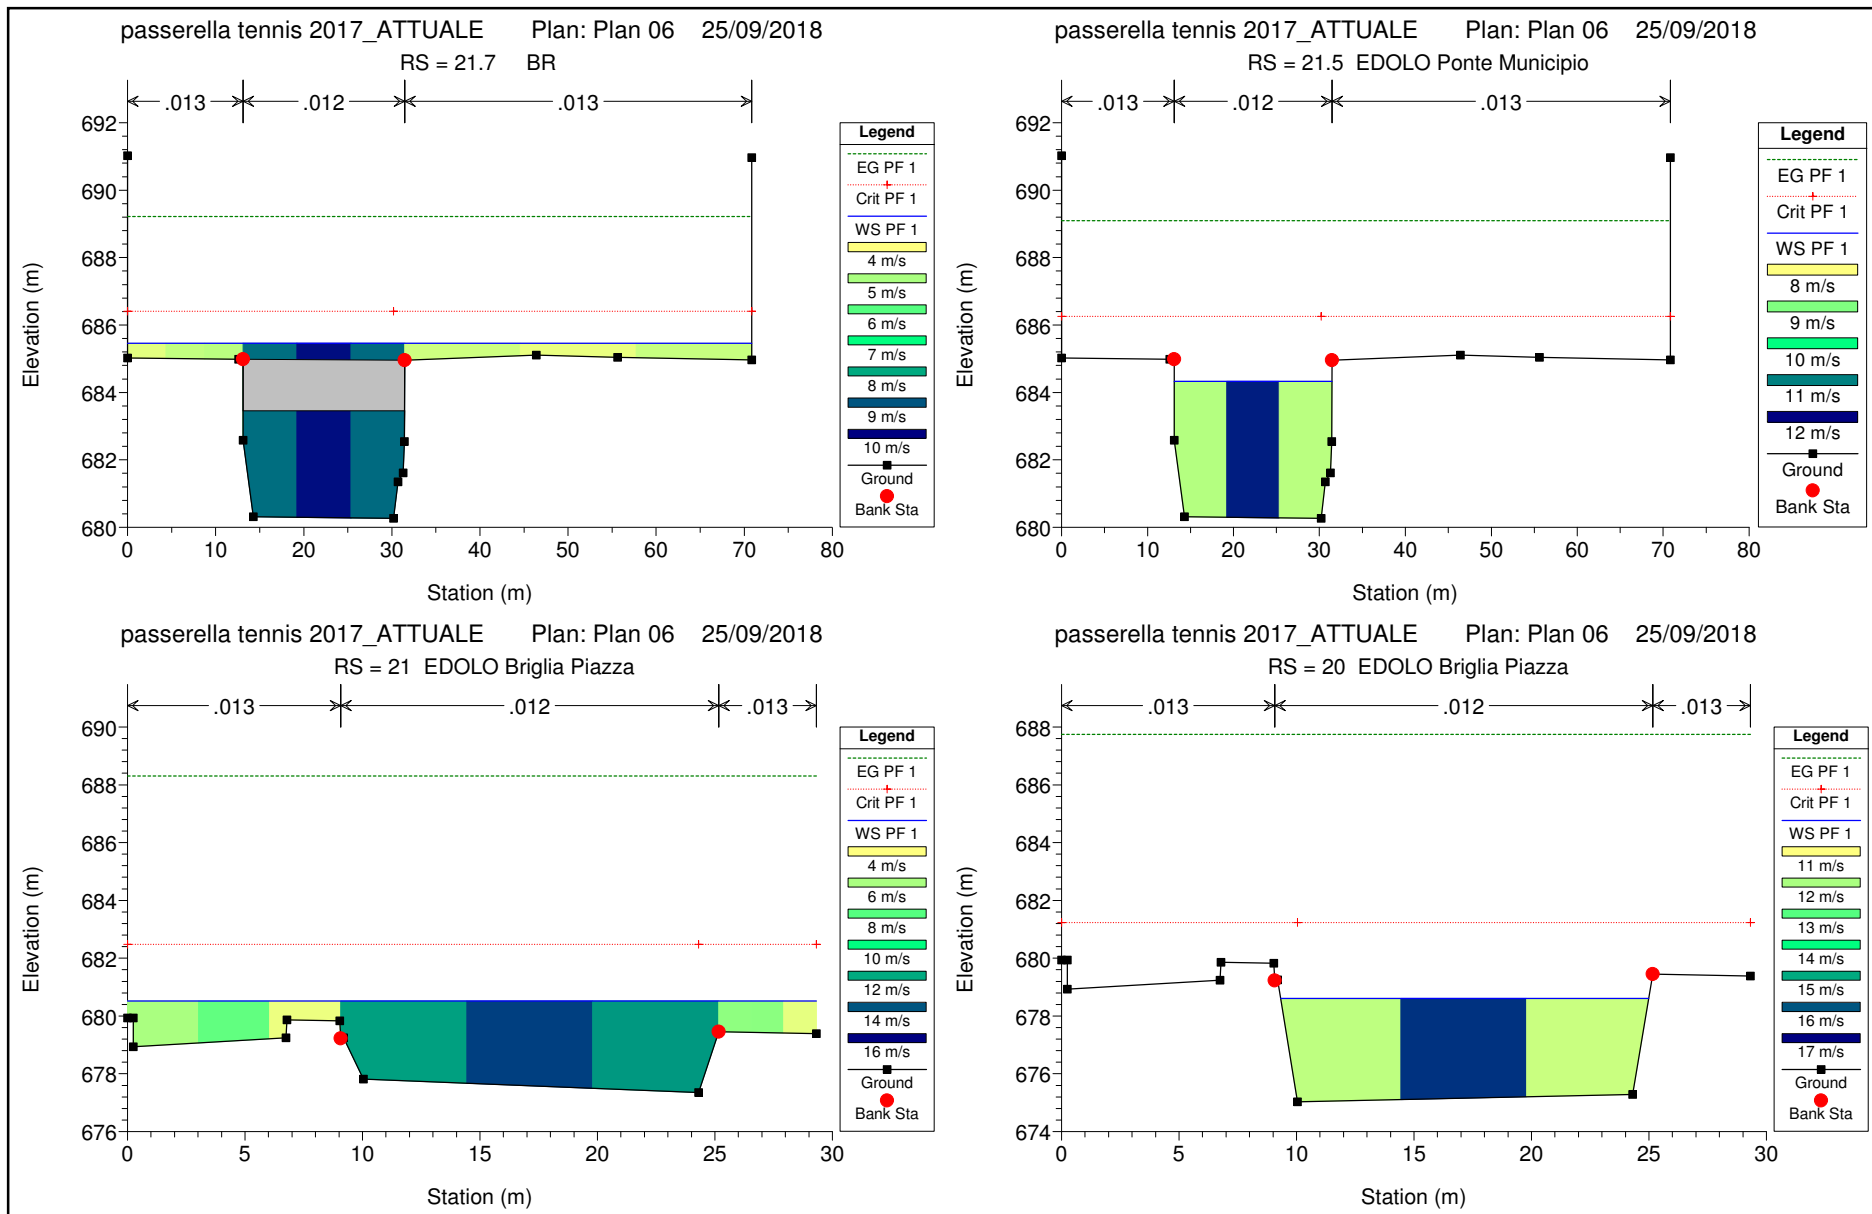 passerella tennis 2017_ATTUALE Plan: Plan 06 25/09/2018
RS = 21.7 BR
.013 .012 .013
692
690
688
686
684
682
680
Elevation (m)
0 10 20 30 40 50 60 70 80
Station (m)
Legend
EG PF 1
Crit PF 1
WS PF 1
4 m/s
5 m/s
6 m/s
7 m/s
8 m/s
9 m/s
10 m/s
Ground
Bank Sta
passerella tennis 2017_ATTUALE Plan: Plan 06 25/09/2018
RS = 21.5 EDOLO Ponte Municipio
.013 .012 .013
692
690
688
686
684
682
680
Elevation (m)
0 10 20 30 40 50 60 70 80
Station (m)
Legend
EG PF 1
Crit PF 1
WS PF 1
8 m/s
9 m/s
10 m/s
11 m/s
12 m/s
Ground
Bank Sta
passerella tennis 2017_ATTUALE Plan: Plan 06 25/09/2018
RS = 21 EDOLO Briglia Piazza
.013 .012 .013
690
688
686
684
682
680
678
676
Elevation (m)
0 5 10 15 20 25 30
Station (m)
Legend
EG PF 1
Crit PF 1
WS PF 1
4 m/s
6 m/s
8 m/s
10 m/s
12 m/s
14 m/s
16 m/s
Ground
Bank Sta
passerella tennis 2017_ATTUALE Plan: Plan 06 25/09/2018
RS = 20 EDOLO Briglia Piazza
.013 .012 .013
688
686
684
682
680
678
676
674
Elevation (m)
0 5 10 15 20 25 30
Station (m)
Legend
EG PF 1
Crit PF 1
WS PF 1
11 m/s
12 m/s
13 m/s
14 m/s
15 m/s
16 m/s
17 m/s
Ground
Bank Sta